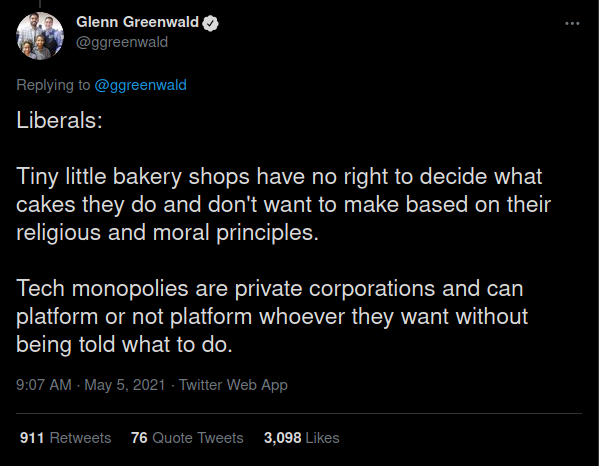 Glenn Greenwald
@ggreenwald
Replying to @ggreenwald
Liberals:
Tiny little bakery shops have no right to decide what
cakes they do and don't want to make based on their
religious and moral principles.
Tech monopolies are private corporations and can
platform or not platform whoever they want without
being told what to do.
9:07 AM · May 5, 2021 · Twitter Web App
911 Retweets 76 Quote Tweets 3,098 Likes